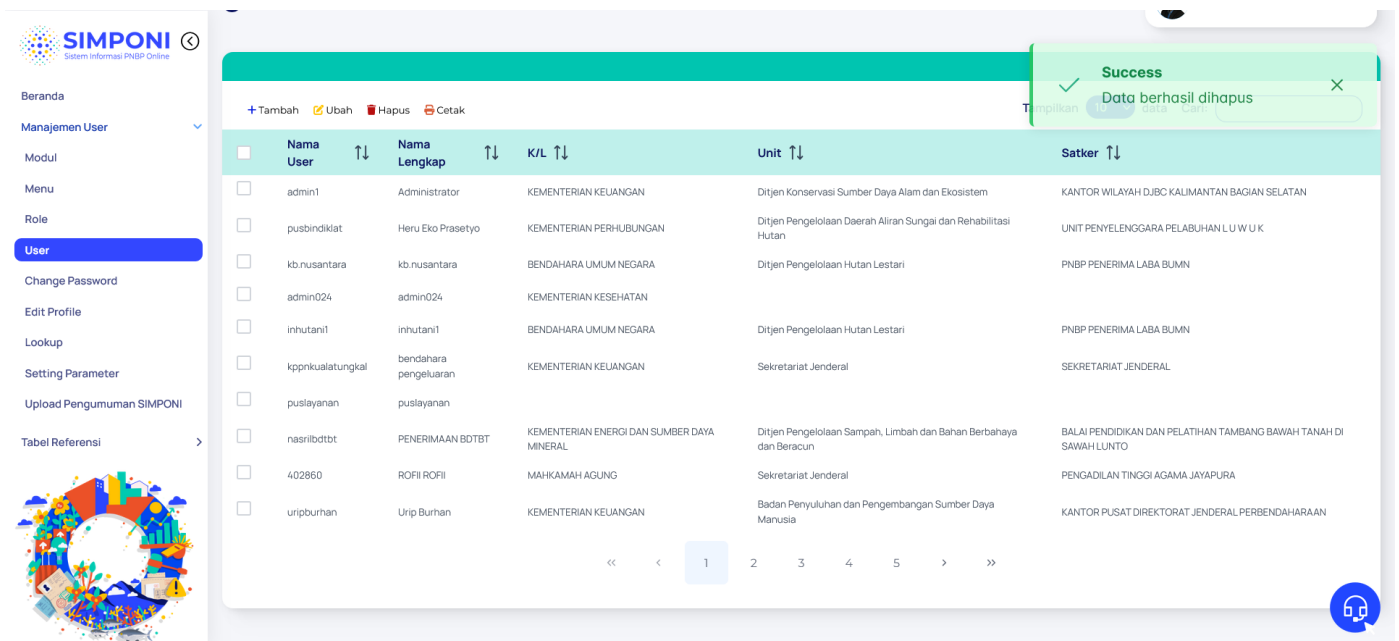 SIMPONI
Sistem Informasi PNBP Online
Beranda
Manajemen User
Modul
Menu
Role
User
Change Password
Edit Profile
Lookup
Setting Parameter
Upload Pengumuman SIMPONI
Tabel Referensi
Success
Data berhasil dihapus
+Tambah Ubah Hapus Cetak Tampilkan 10 data Cari:
Nama User Nama Lengkap K/L Unit Satker
admin1 Administrator KEMENTERIAN KEUANGAN Ditjen Konservasi Sumber Daya Alam dan Ekosistem KANTOR WILAYAH DJBC KALIMANTAN BAGIAN SELATAN
pusbindiklat Heru Eko Prasetyo KEMENTERIAN PERHUBUNGAN Ditjen Pengelolaan Daerah Aliran Sungai dan Rehabilitasi Hutan UNIT PENYELENGGARA PELABUHAN L U W U K
kb.nusantara kb.nusantara BENDAHARA UMUM NEGARA Ditjen Pengelolaan Hutan Lestari PNBP PENERIMA LABA BUMN
admin024 admin024 KEMENTERIAN KESEHATAN
inhutani1 inhutani1 BENDAHARA UMUM NEGARA Ditjen Pengelolaan Hutan Lestari PNBP PENERIMA LABA BUMN
kppnkualatungkal bendahara pengeluaran KEMENTERIAN KEUANGAN Sekretariat Jenderal SEKRETARIAT JENDERAL
puslayanan puslayanan
nasrilbdtbt PENERIMAAN BDTBT KEMENTERIAN ENERGI DAN SUMBER DAYA MINERAL Ditjen Pengelolaan Sampah, Limbah dan Bahan Berbahaya dan Beracun BALAI PENDIDIKAN DAN PELATIHAN TAMBANG BAWAH TANAH DI SAWAH LUNTO
402860 ROFII ROFII MAHKAMAH AGUNG Sekretariat Jenderal PENGADILAN TINGGI AGAMA JAYAPURA
uripburhan Urip Burhan KEMENTERIAN KEUANGAN Badan Penyuluhan dan Pengembangan Sumber Daya Manusia KANTOR PUSAT DIREKTORAT JENDERAL PERBENDAHARAAN
« ‹ 1 2 3 4 5 › »